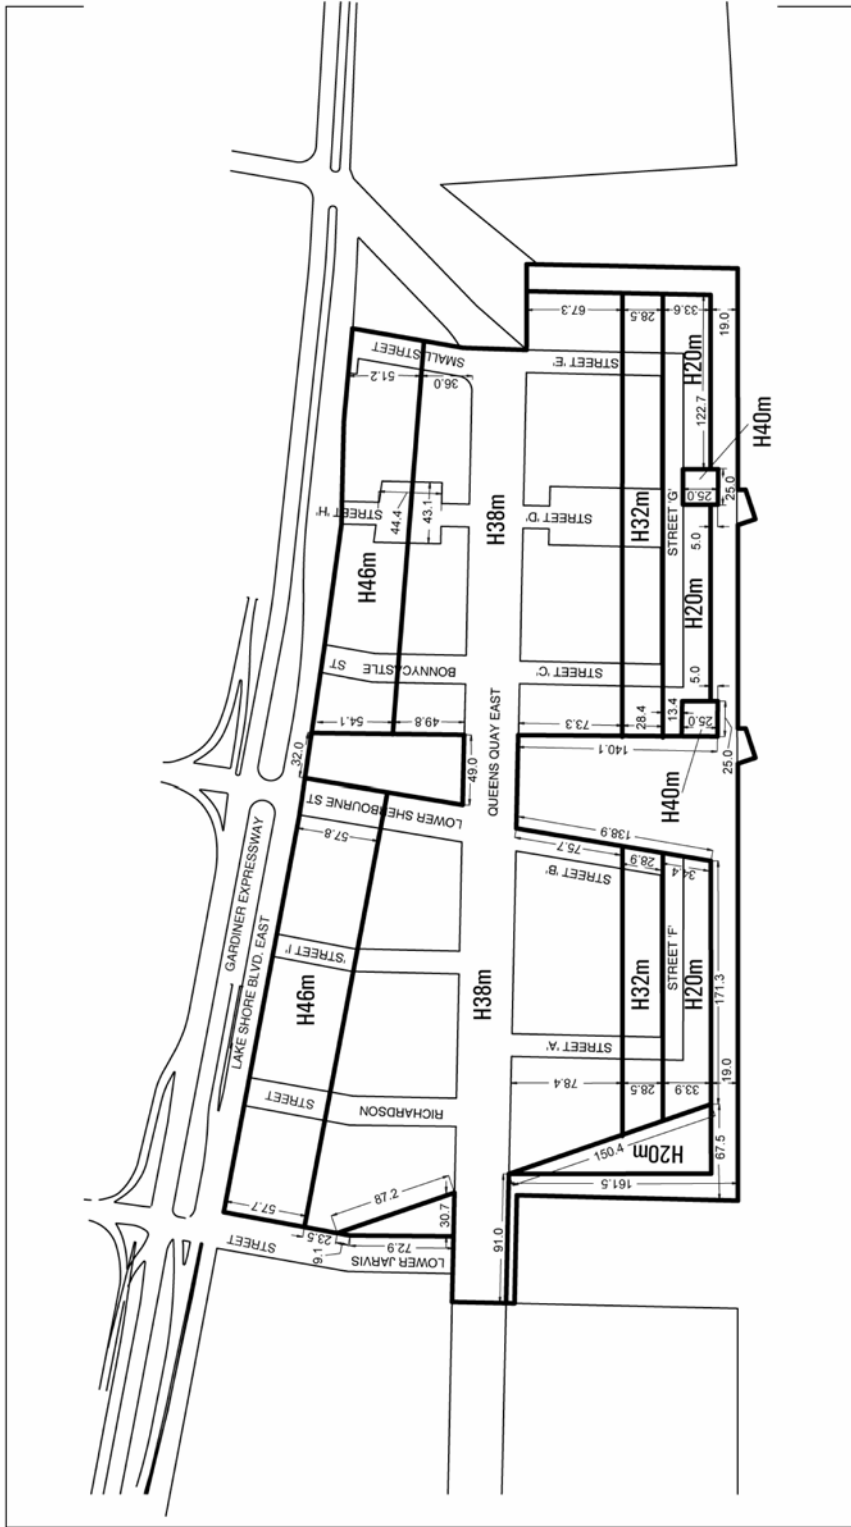 GARDINER EXPRESSWAY
LAKE SHORE BLVD. EAST
LOWER JARVIS
STREET
RICHARDSON
STREET
'STREET I'
LOWER SHERBOURNE ST
BONNYCASTLE
ST
STREET 'H'
SMALL STREET
57.7
23.5
9.1
72.9
87.2
30.7
H46m
57.8
32.0
49.0
54.1
49.8
H46m
44.4
43.1
51.2
36.0
91.0
H38m
QUEENS QUAY EAST
H38m
161.5
150.4
H20m
67.5
78.4
28.5
33.9
19.0
STREET 'A'
STREET 'B'
H32m
STREET 'F'
H20m
171.3
75.7
28.9
34.4
138.9
140.1
H40m
25.0
73.3
28.4
13.4
25.0
5.0
STREET 'C'
STREET 'D'
STREET 'E'
H32m
STREET 'G'
H20m
5.0
25.0
25.0
H40m
122.7
H20m
67.3
28.5
33.6
19.0